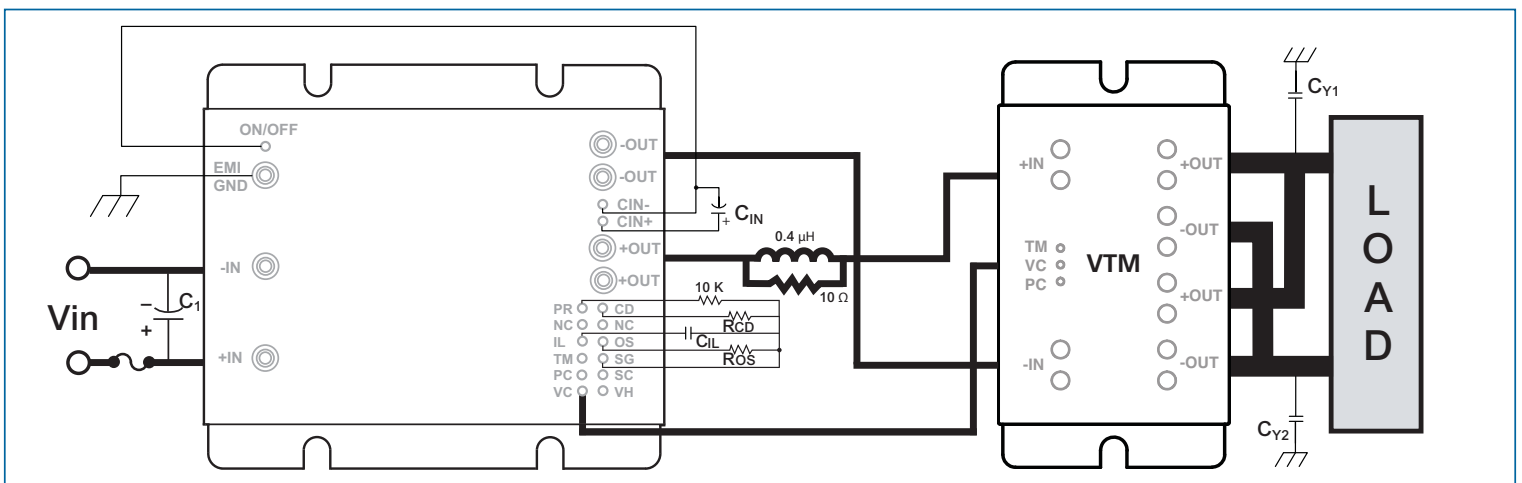 ON/OFF
EMI
GND
-IN
+IN
Vin
−
+
C1
-OUT
-OUT
CIN-
CIN+
+OUT
+OUT
CIN
+
0.4 µH
10 Ω
10 K
RCD
CIL
ROS
PR CD
NC NC
IL OS
TM SG
PC SC
VC VH
+IN
TM
VC
PC
-IN
VTM
+OUT
-OUT
+OUT
-OUT
CY1
CY2
LOAD